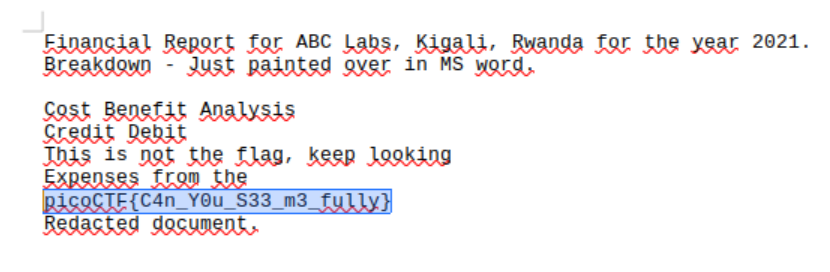 Financial Report for ABC Labs, Kigali, Rwanda for the year 2021.
Breakdown - Just painted over in MS word.
Cost Benefit Analysis
Credit Debit
This is not the flag, keep looking
Expenses from the
picoCTF{C4n_Y0u_S33_m3_fully}
Redacted document.